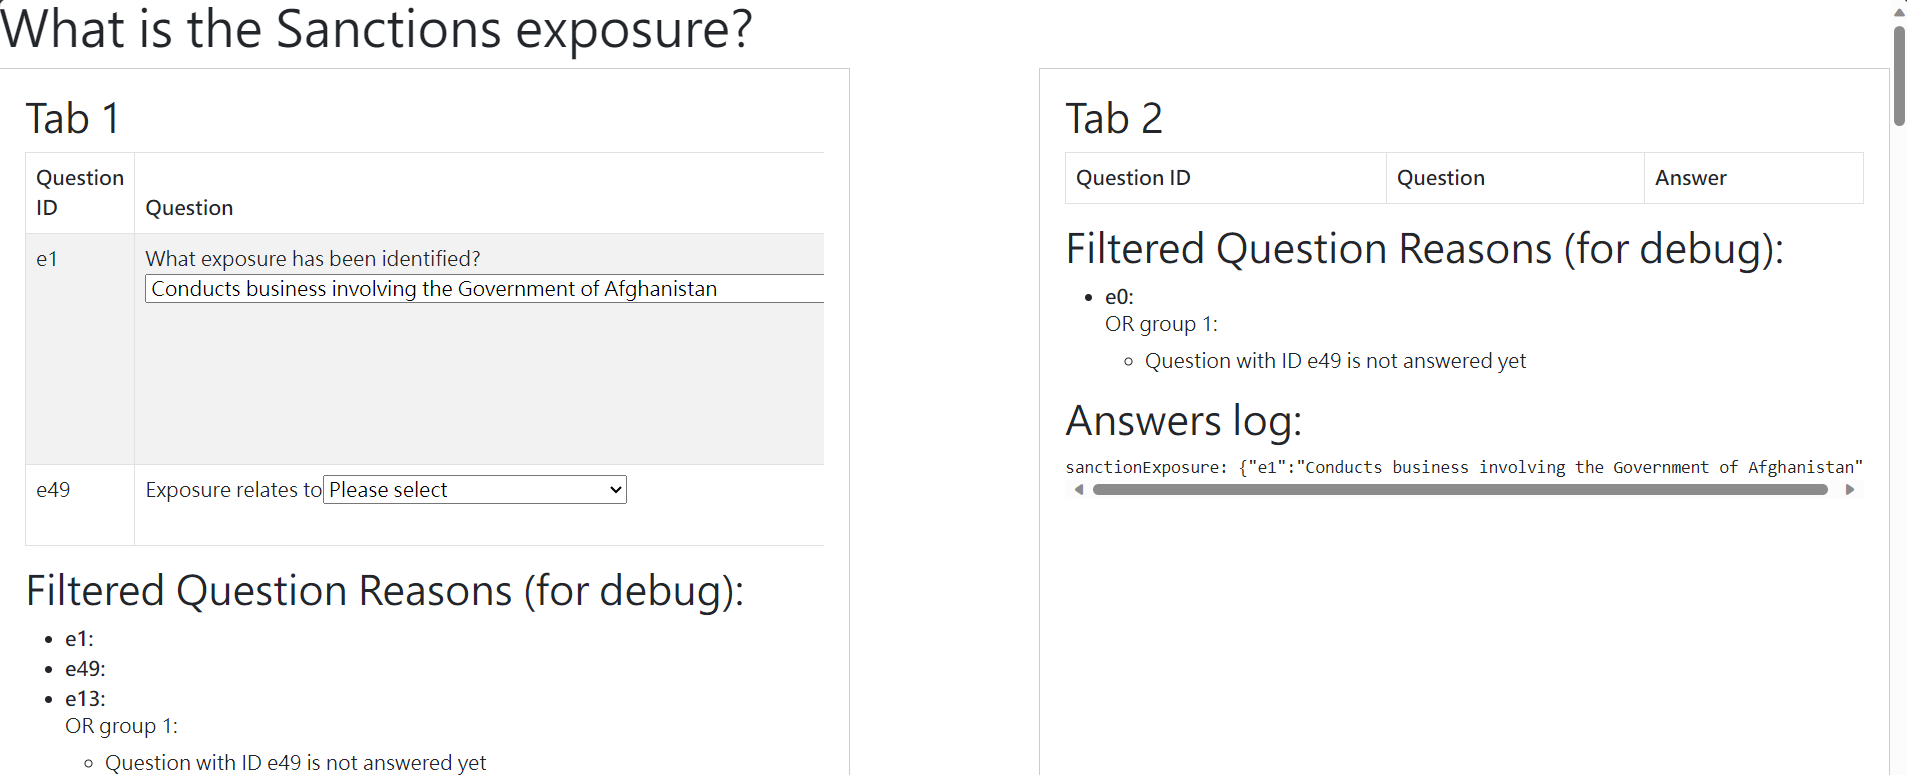 What is the Sanctions exposure?
Tab 1
Question ID
Question
e1
What exposure has been identified?
Conducts business involving the Government of Afghanistan
e49
Exposure relates to Please select
Filtered Question Reasons (for debug):
e1:
e49:
e13:
OR group 1:
Question with ID e49 is not answered yet
Tab 2
Question ID Question Answer
Filtered Question Reasons (for debug):
e0:
OR group 1:
Question with ID e49 is not answered yet
Answers log:
sanctionExposure: {"e1":"Conducts business involving the Government of Afghanistan"